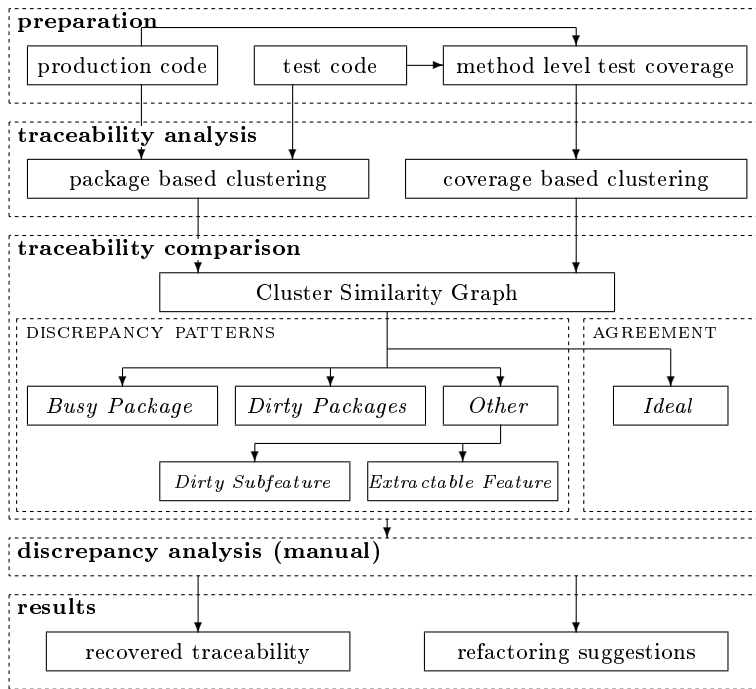 preparation
production code
test code
method level test coverage
traceability analysis
package based clustering
coverage based clustering
traceability comparison
Cluster Similarity Graph
DISCREPANCY PATTERNS
AGREEMENT
Busy Package
Dirty Packages
Other
Ideal
Dirty Subfeature
Extractable Feature
discrepancy analysis (manual)
results
recovered traceability
refactoring suggestions